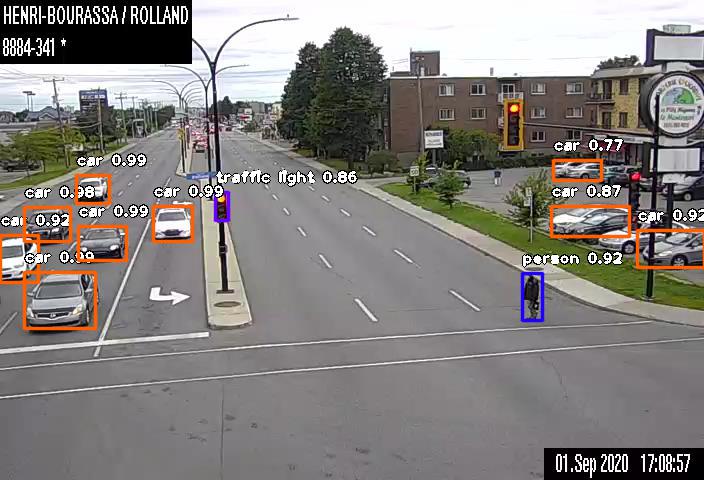 HENRI-BOURASSA / ROLLAND
8884-341 *
car 0.99
car 0.98
car 0.99
traffic light 0.86
car 0.77
car 0.92
car 0.99
car 0.87
car 0.92
car 0.99
person 0.92
01.Sep 2020 17:08:57